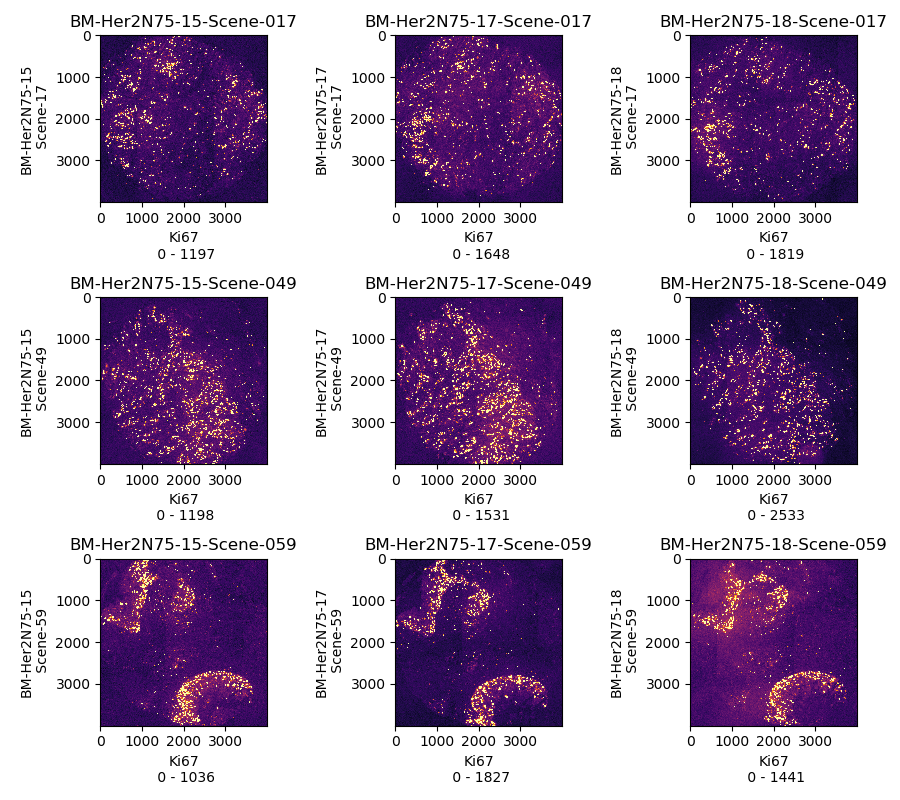 BM-Her2N75-15-Scene-017
BM-Her2N75-17-Scene-017
BM-Her2N75-18-Scene-017
BM-Her2N75-15
Scene-17
0
1000
2000
3000
0 1000 2000 3000
Ki67
0 - 1197
BM-Her2N75-17
Scene-17
0
1000
2000
3000
0 1000 2000 3000
Ki67
0 - 1648
BM-Her2N75-18
Scene-17
0
1000
2000
3000
0 1000 2000 3000
Ki67
0 - 1819
BM-Her2N75-15-Scene-049
BM-Her2N75-17-Scene-049
BM-Her2N75-18-Scene-049
BM-Her2N75-15
Scene-49
0
1000
2000
3000
0 1000 2000 3000
Ki67
0 - 1198
BM-Her2N75-17
Scene-49
0
1000
2000
3000
0 1000 2000 3000
Ki67
0 - 1531
BM-Her2N75-18
Scene-49
0
1000
2000
3000
0 1000 2000 3000
Ki67
0 - 2533
BM-Her2N75-15-Scene-059
BM-Her2N75-17-Scene-059
BM-Her2N75-18-Scene-059
BM-Her2N75-15
Scene-59
0
1000
2000
3000
0 1000 2000 3000
Ki67
0 - 1036
BM-Her2N75-17
Scene-59
0
1000
2000
3000
0 1000 2000 3000
Ki67
0 - 1827
BM-Her2N75-18
Scene-59
0
1000
2000
3000
0 1000 2000 3000
Ki67
0 - 1441